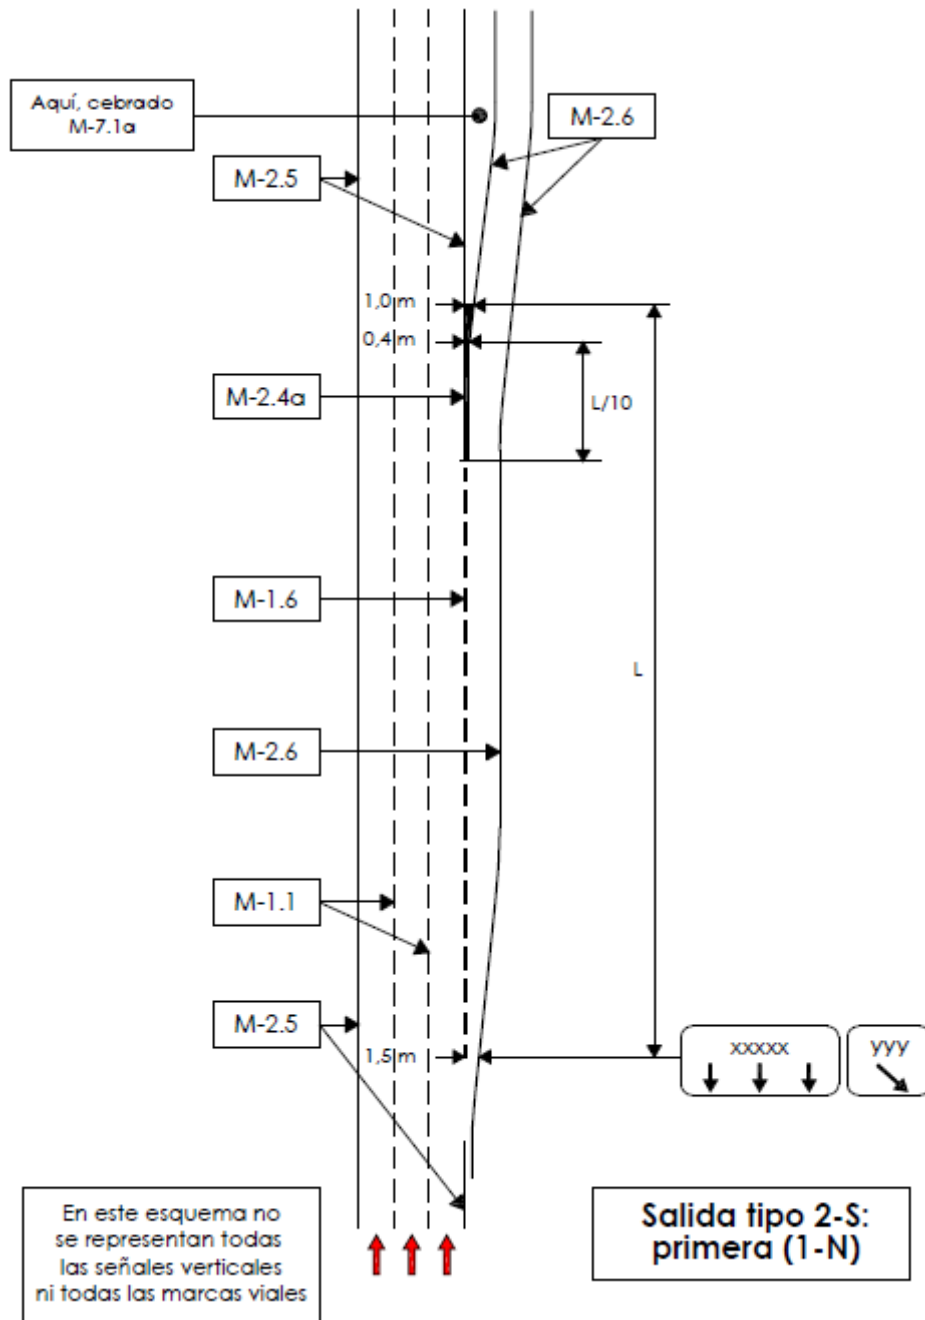 Aquí, cebrado
M-7.1a
M-2.6
M-2.5
1,0 m
0,4 m
M-2.4a
L/10
M-1.6
L
M-2.6
M-1.1
M-2.5
1,5 m
xxxxx
yyy
En este esquema no
se representan todas
las señales verticales
ni todas las marcas viales
Salida tipo 2-S:
primera (1-N)